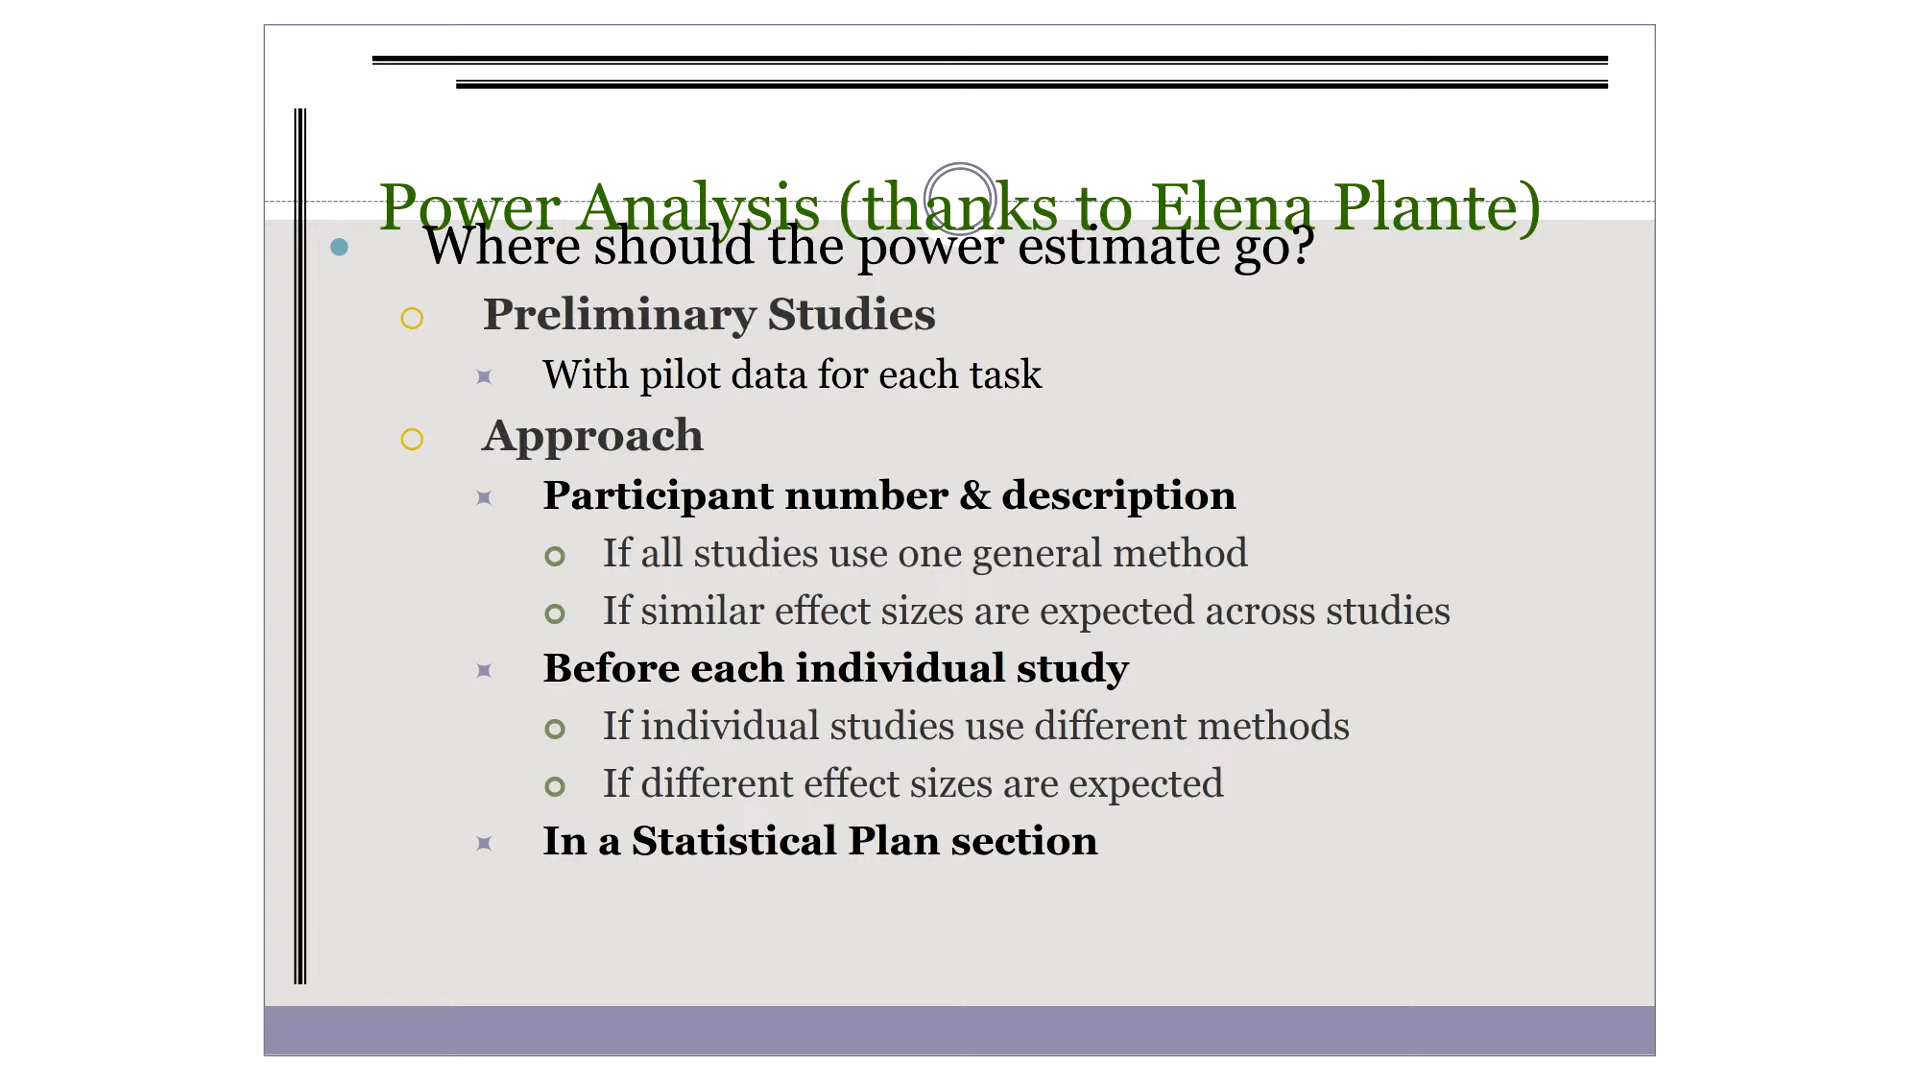 Power Analysis (thanks to Elena Plante)
Where should the power estimate go?
Preliminary Studies
With pilot data for each task
Approach
Participant number & description
If all studies use one general method
If similar effect sizes are expected across studies
Before each individual study
If individual studies use different methods
If different effect sizes are expected
In a Statistical Plan section